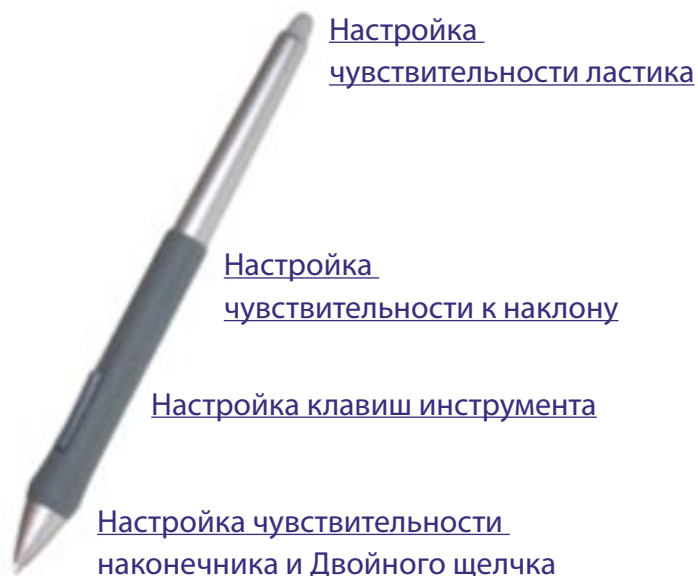 Настройка
чувствительности ластика
Настройка
чувствительности к наклону
Настройка клавиш инструмента
Настройка чувствительности
наконечника и Двойного щелчка